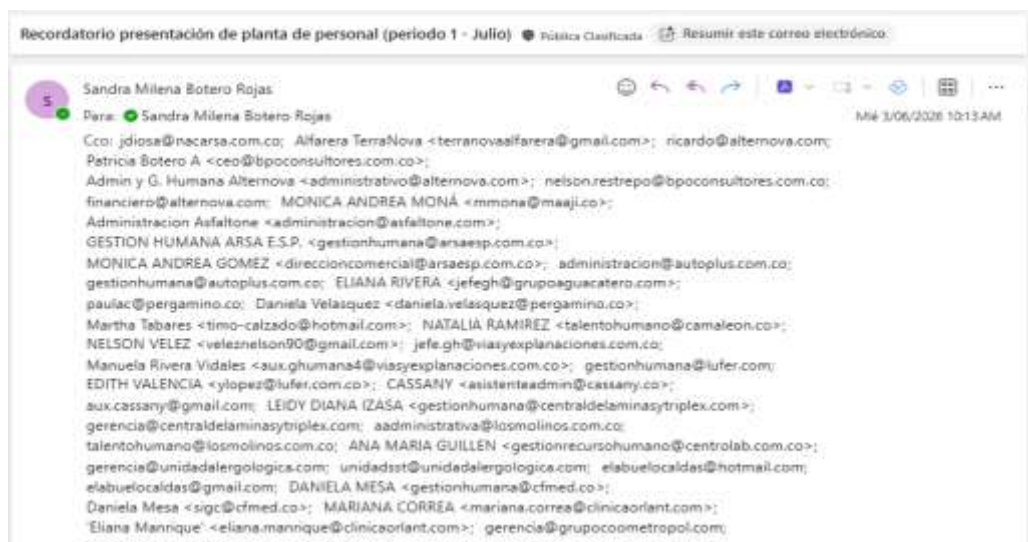 Recordatorio presentación de planta de personal (periodo 1 - Julio) Pública Clasificada Resumir este correo electrónico
S
Sandra Milena Botero Rojas
Para: Sandra Milena Botero Rojas
Mié 3/06/2026 10:13 AM
Cco: jdiosa@nacarsa.com.co; Alfarera TerraNova <terranovaalfarera@gmail.com>; ricardo@alternova.com;
Patricia Botero A <ceo@bpoconsultores.com.co>;
Admin y G. Humana Alternova <administrativo@alternova.com>; nelson.restrepo@bpoconsultores.com.co;
financiero@alternova.com; MONICA ANDREA MONÁ <mmona@maaji.co>;
Administracion Asfaltone <administracion@asfaltone.com>;
GESTION HUMANA ARSA E.S.P. <gestionhumana@arsaesp.com.co>;
MONICA ANDREA GOMEZ <direccioncomercial@arsaesp.com.co>; administracion@autoplus.com.co;
gestionhumana@autoplus.com.co; ELIANA RIVERA <jefegh@grupoaguacatero.com>;
paulac@pergamino.co; Daniela Velasquez <daniela.velasquez@pergamino.co>;
Martha Tabares <timo-calzado@hotmail.com>; NATALIA RAMIREZ <talentohumano@camaleon.co>;
NELSON VELEZ <veleznelson90@gmail.com>; jefe.gh@viasyexplanaciones.com.co;
Manuela Rivera Vidales <aux.ghumana4@viasyexplanaciones.com.co>; gestionhumana@lufer.com;
EDITH VALENCIA <ylopez@lufer.com.co>; CASSANY <asistenteadmin@cassany.co>;
aux.cassany@gmail.com; LEIDY DIANA IZASA <gestionhumana@centraldelaminasytriplex.com>;
gerencia@centraldelaminasytriplex.com; aadministrativa@losmolinos.com.co;
talentohumano@losmolinos.com.co; ANA MARIA GUILLEN <gestionrecursohumano@centrolab.com.co>;
gerencia@unidadalergologica.com; unidadsst@unidadalergologica.com; elabuelocaldas@hotmail.com;
elabuelocaldas@gmail.com; DANIELA MESA <gestionhumana@cfmed.co>;
Daniela Mesa <sigc@cfmed.co>; MARIANA CORREA <mariana.correa@clinicaorlant.com>;
'Eliana Manrique' <eliana.manrique@clinicaorlant.com>; gerencia@grupocoometropol.com;